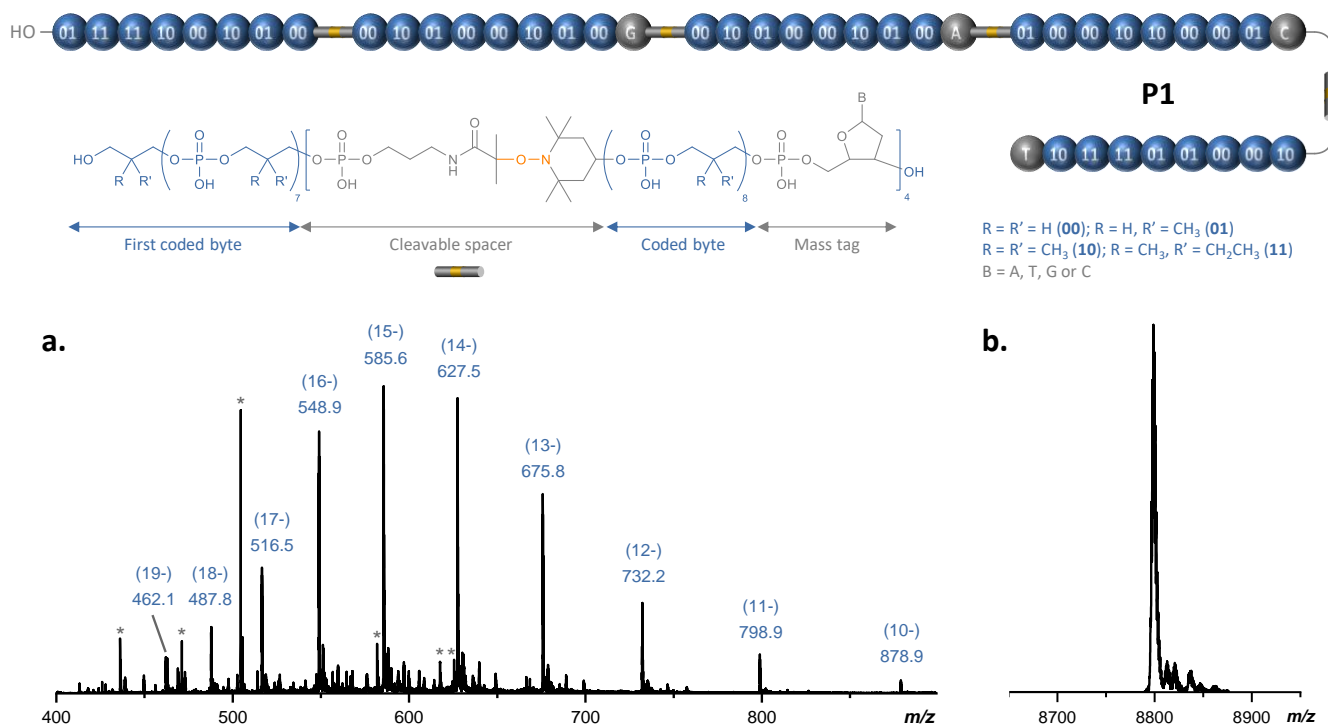 HO 01 11 11 10 00 10 01 00 00 10 01 00 00 10 01 00 G 00 10 01 00 00 10 01 00 A 01 00 00 10 10 00 00 01 C
P1
T 10 11 11 01 01 00 00 10
B
O O O O O
HO O P O O P O N H O N O P O O P O OH
OH R R' OH R R' OH OH R R' OH
7 8 4
First coded byte Cleavable spacer Coded byte Mass tag
R = R’ = H (00); R = H, R’ = CH₃ (01)
R = R’ = CH₃ (10); R = CH₃, R’ = CH₂CH₃ (11)
B = A, T, G or C
a.
(15-)
585.6
(14-)
627.5
(16-)
548.9
*
(13-)
675.8
(17-)
516.5
(12-)
732.2
(19-)
462.1
(18-)
487.8
(11-)
798.9
(10-)
878.9
* * * * *
400 500 600 700 800 m/z
b.
8700 8800 8900 m/z